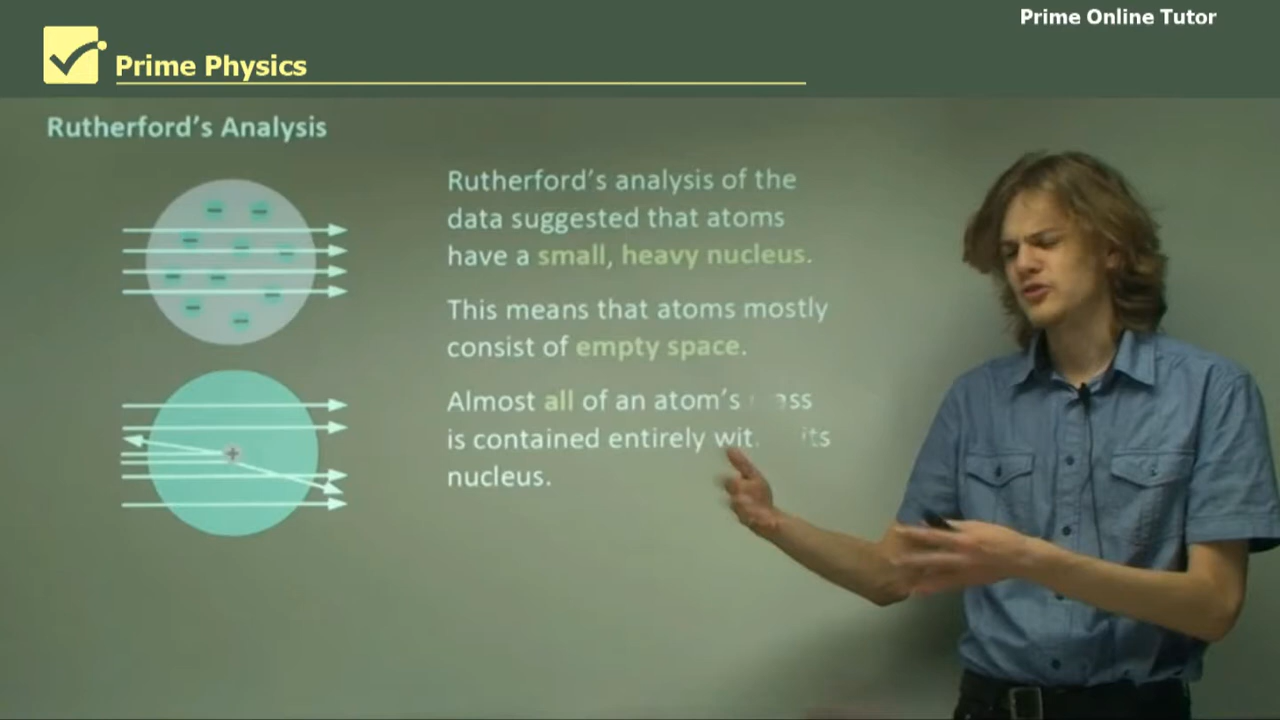 Prime Online Tutor
Prime Physics
Rutherford's Analysis
Rutherford's analysis of the
data suggested that atoms
have a small, heavy nucleus.
This means that atoms mostly
consist of empty space.
Almost all of an atom's
is contained entirely
nucleus.